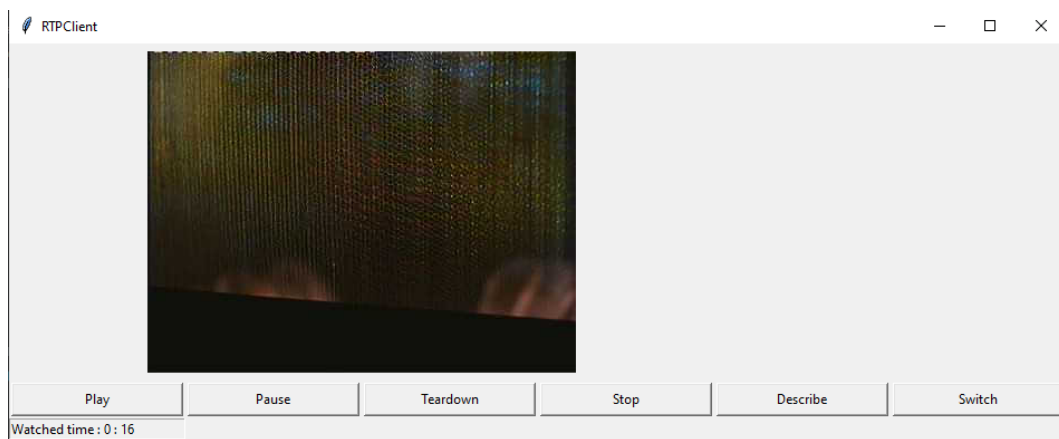 RTPClient
Play Pause Teardown Stop Describe Switch
Watched time : 0 : 16